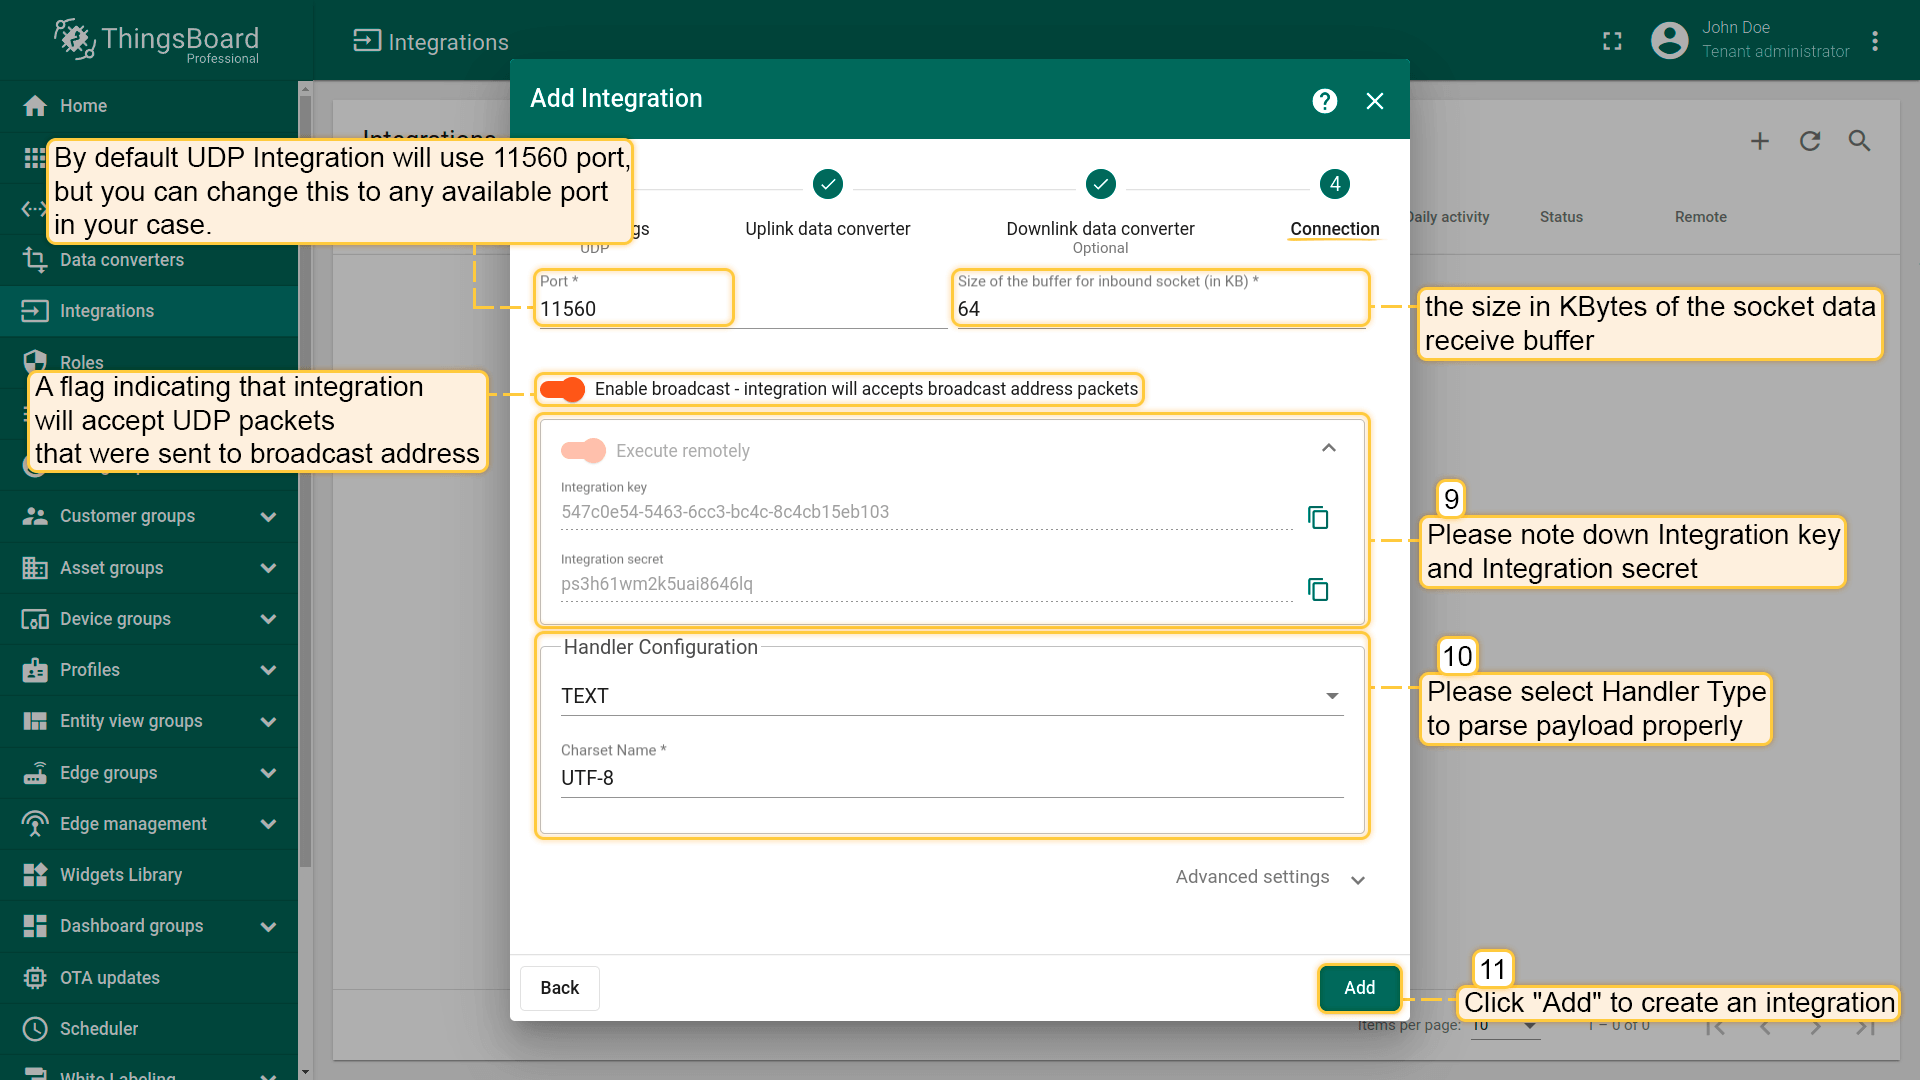 ThingsBoard
Professional
Integrations
John Doe
Tenant administrator
Home
Data converters
Integrations
Roles
Customer groups
Asset groups
Device groups
Profiles
Entity view groups
Edge groups
Edge management
Widgets Library
Dashboard groups
OTA updates
Scheduler
White Labeling
Integrations
Daily activity
Status
Remote
Add Integration
gs
UDP
Uplink data converter
Downlink data converter
Optional
4
Connection
By default UDP Integration will use 11560 port,
but you can change this to any available port
in your case.
Port *
11560
Size of the buffer for inbound socket (in KB) *
64
the size in KBytes of the socket data
receive buffer
A flag indicating that integration
will accept UDP packets
that were sent to broadcast address
Enable broadcast - integration will accepts broadcast address packets
Execute remotely
Integration key
547c0e54-5463-6cc3-bc4c-8c4cb15eb103
Integration secret
ps3h61wm2k5uai8646lq
9
Please note down Integration key
and Integration secret
Handler Configuration
TEXT
Charset Name *
UTF-8
10
Please select Handler Type
to parse payload properly
Advanced settings
Back
Add
11
Click "Add" to create an integration
Items per page: 10
1 – 0 of 0